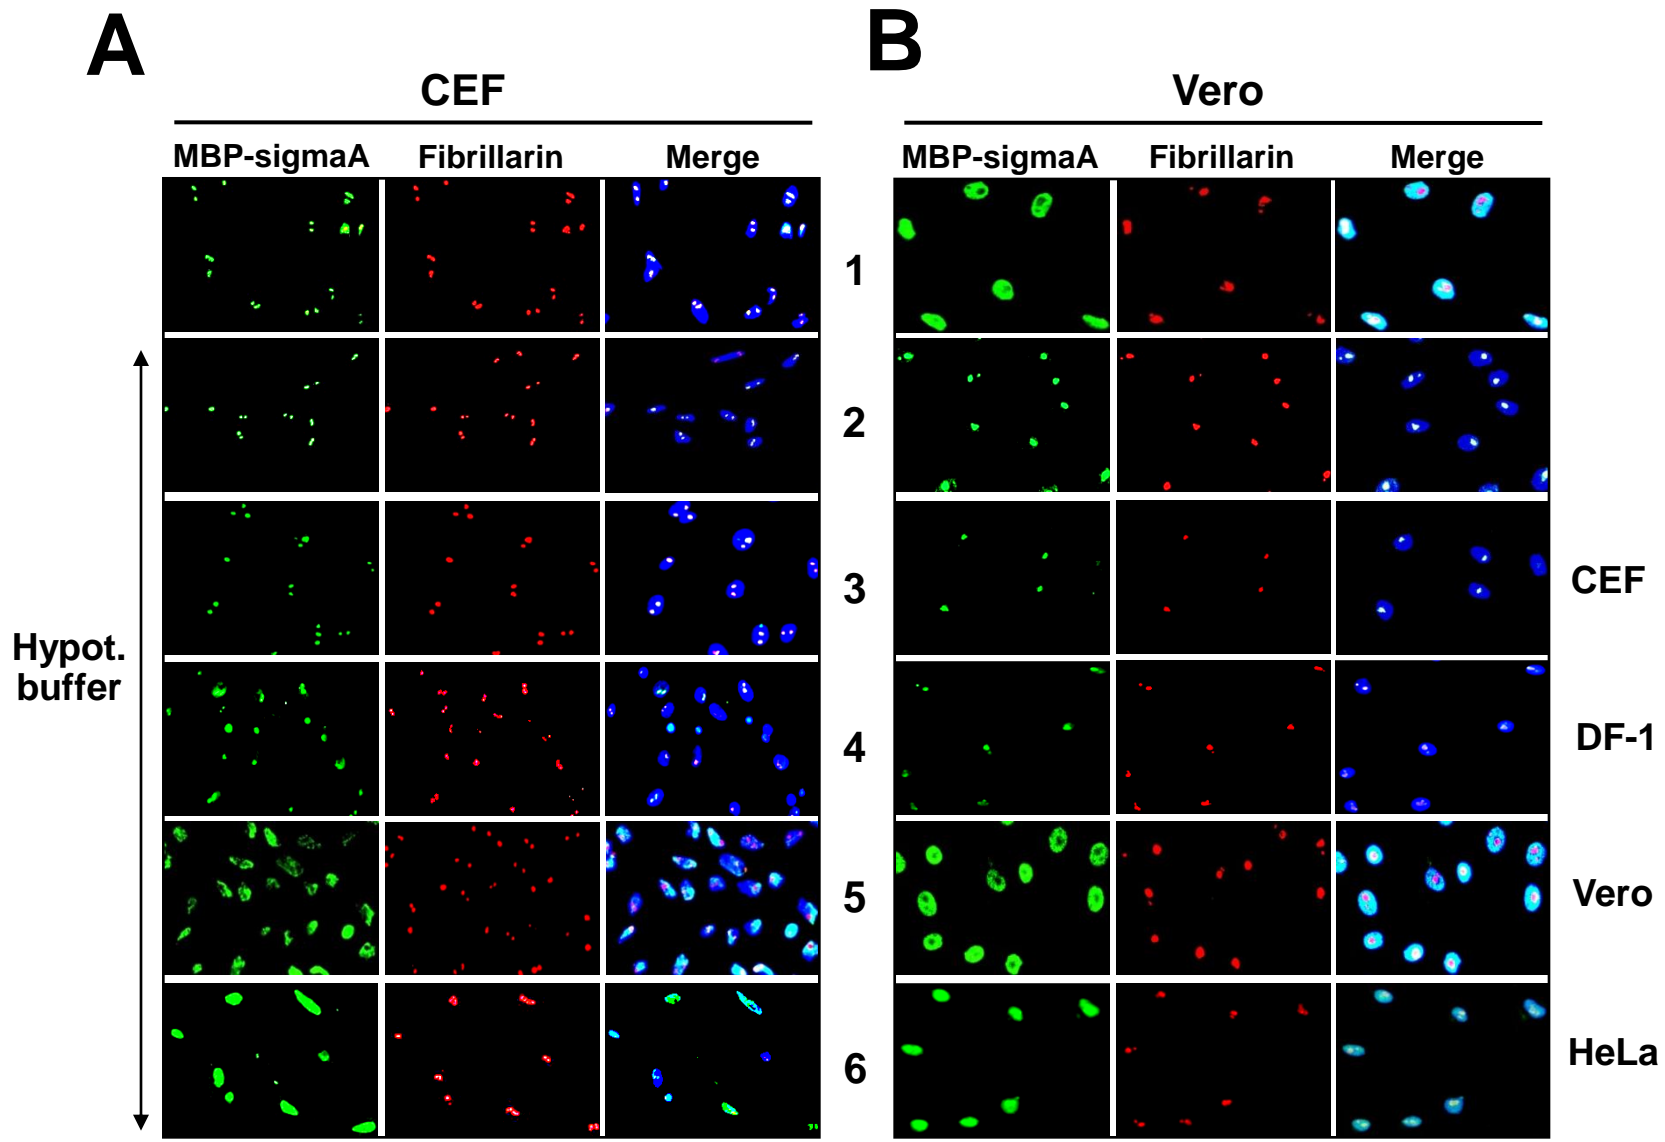 A
B
CEF
Vero
MBP-sigmaA
Fibrillarin
Merge
MBP-sigmaA
Fibrillarin
Merge
1
2
3
CEF
Hypot.
buffer
4
DF-1
5
Vero
6
HeLa